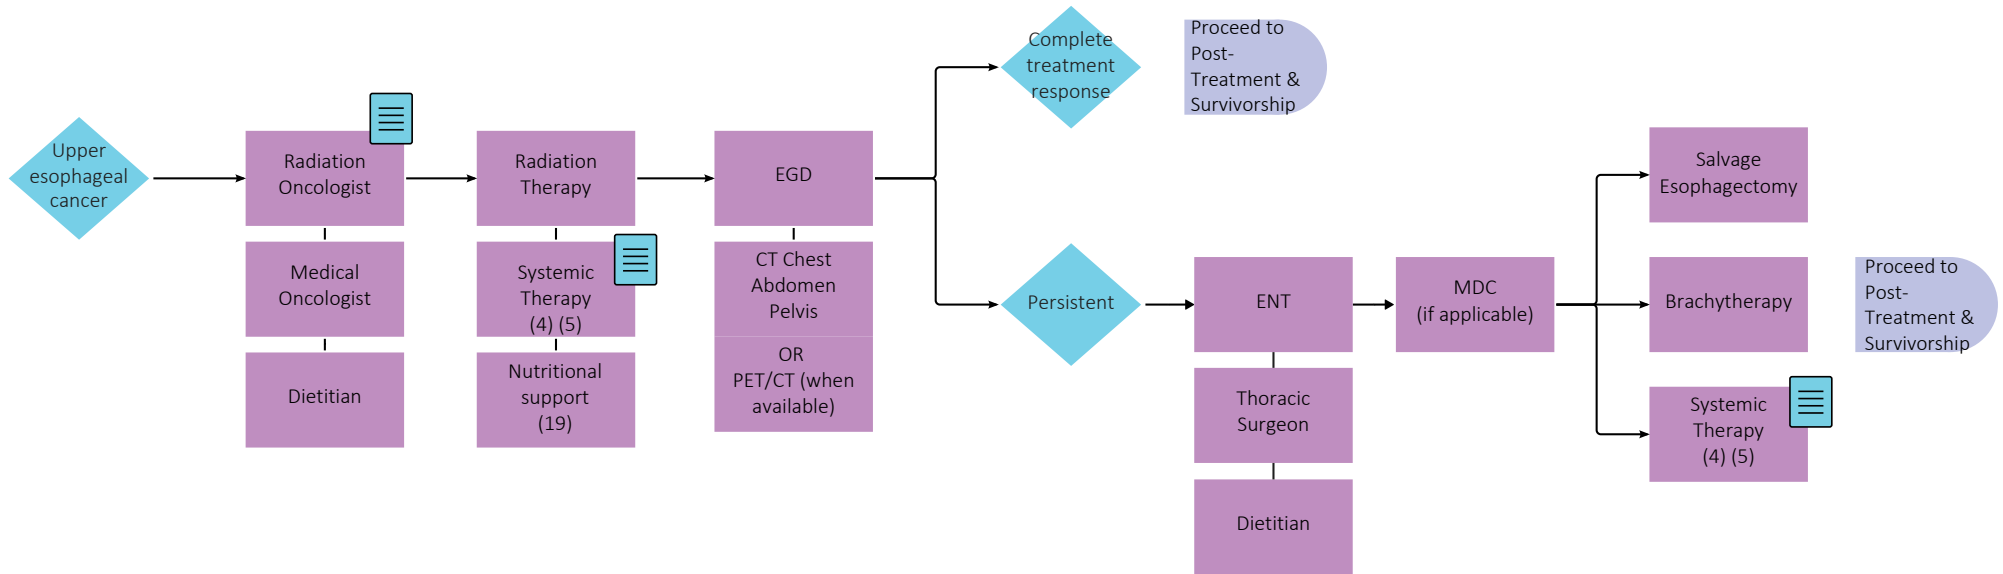 Upper
esophageal
cancer
Radiation
Oncologist
Medical
Oncologist
Dietitian
Radiation
Therapy
Systemic
Therapy
(4) (5)
Nutritional
support
(19)
EGD
CT Chest
Abdomen
Pelvis
OR
PET/CT (when
available)
Complete
treatment
response
Proceed to
Post-
Treatment &
Survivorship
Persistent
ENT
Thoracic
Surgeon
Dietitian
MDC
(if applicable)
Salvage
Esophagectomy
Brachytherapy
Systemic
Therapy
(4) (5)
Proceed to
Post-
Treatment &
Survivorship